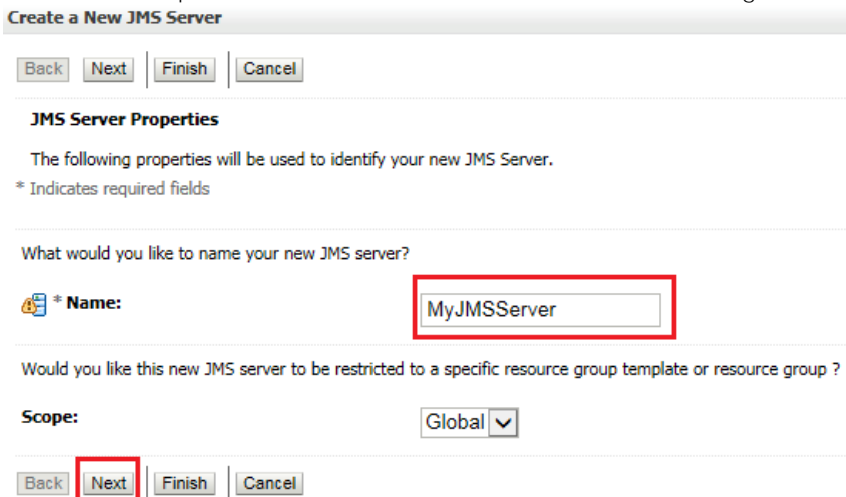 Create a New JMS Server
Back Next Finish Cancel
JMS Server Properties
The following properties will be used to identify your new JMS Server.
* Indicates required fields
What would you like to name your new JMS server?
* Name: MyJMSServer
Would you like this new JMS server to be restricted to a specific resource group template or resource group ?
Scope: Global
Back Next Finish Cancel